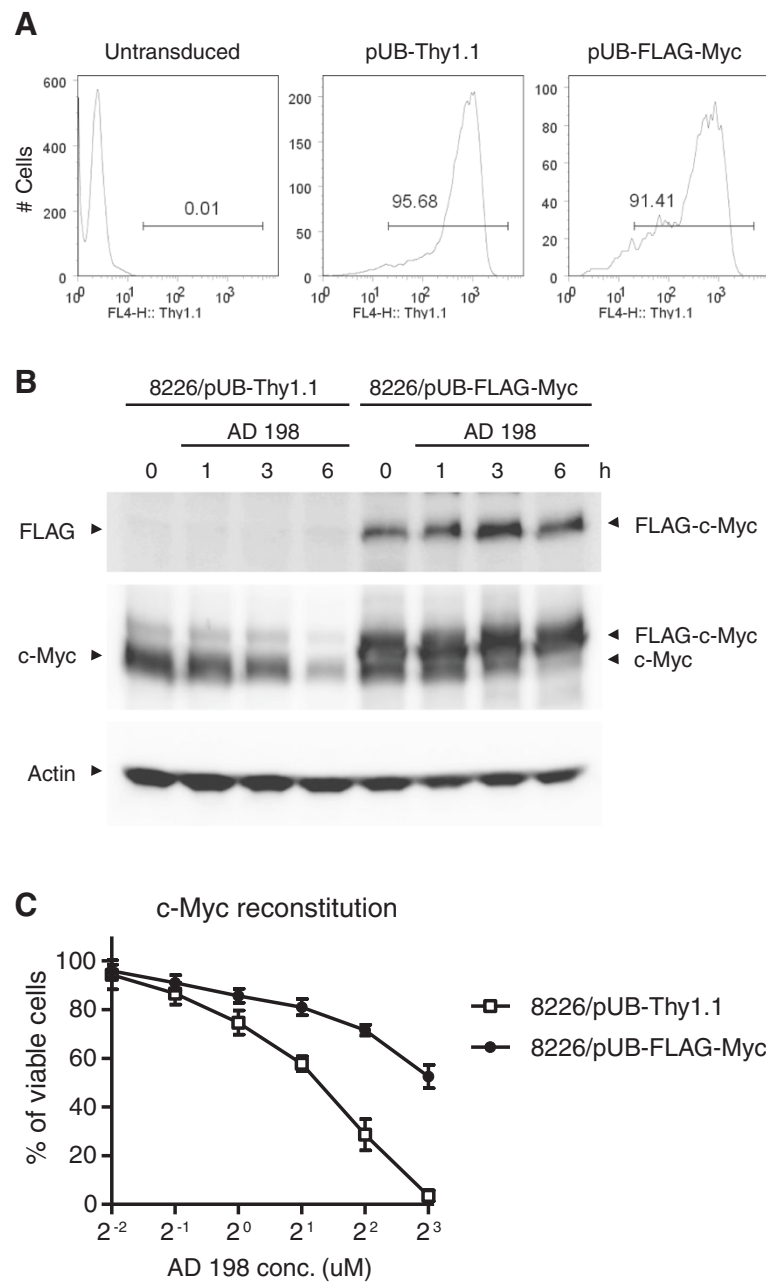 A
Untransduced pUB-Thy1.1 pUB-FLAG-Myc
# Cells
600
400
200
0
0.01
10⁰ 10¹ 10² 10³
FL4-H:: Thy1.1
200
150
100
50
0
95.68
10⁰ 10¹ 10² 10³
FL4-H:: Thy1.1
100
80
60
40
20
0
91.41
10⁰ 10¹ 10² 10³
FL4-H:: Thy1.1
B
8226/pUB-Thy1.1 8226/pUB-FLAG-Myc
AD 198 AD 198
0 1 3 6 0 1 3 6 h
FLAG FLAG-c-Myc
FLAG-c-Myc
c-Myc c-Myc
Actin
C
c-Myc reconstitution
% of viable cells
100
80
60
40
20
0
2⁻² 2⁻¹ 2⁰ 2¹ 2² 2³
AD 198 conc. (uM)
8226/pUB-Thy1.1
8226/pUB-FLAG-Myc